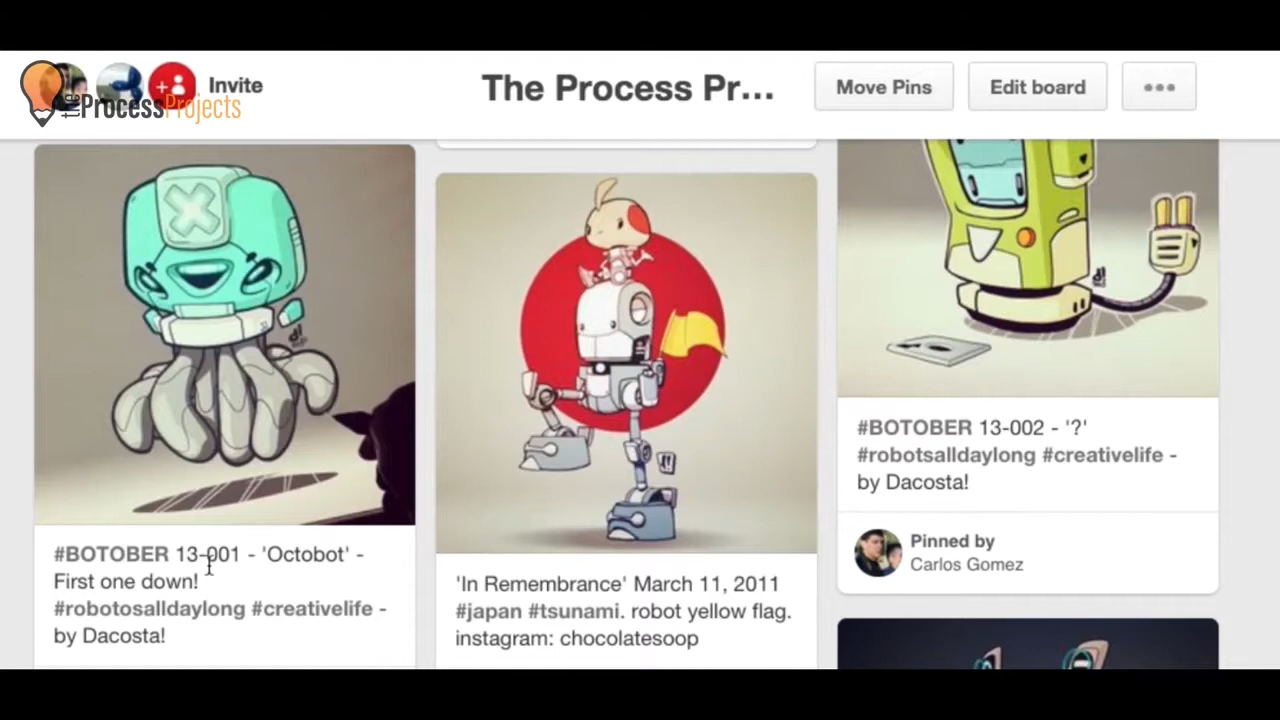 Invite
The Process Pr...
Move Pins
Edit board
the ProcessProjects
#BOTOBER 13-001 - 'Octobot' -
First one down!
#robotosalldaylong #creativelife -
by Dacosta!
'In Remembrance' March 11, 2011
#japan #tsunami. robot yellow flag.
instagram: chocolatesoop
#BOTOBER 13-002 - '?'
#robotsalldaylong #creativelife -
by Dacosta!
Pinned by
Carlos Gomez